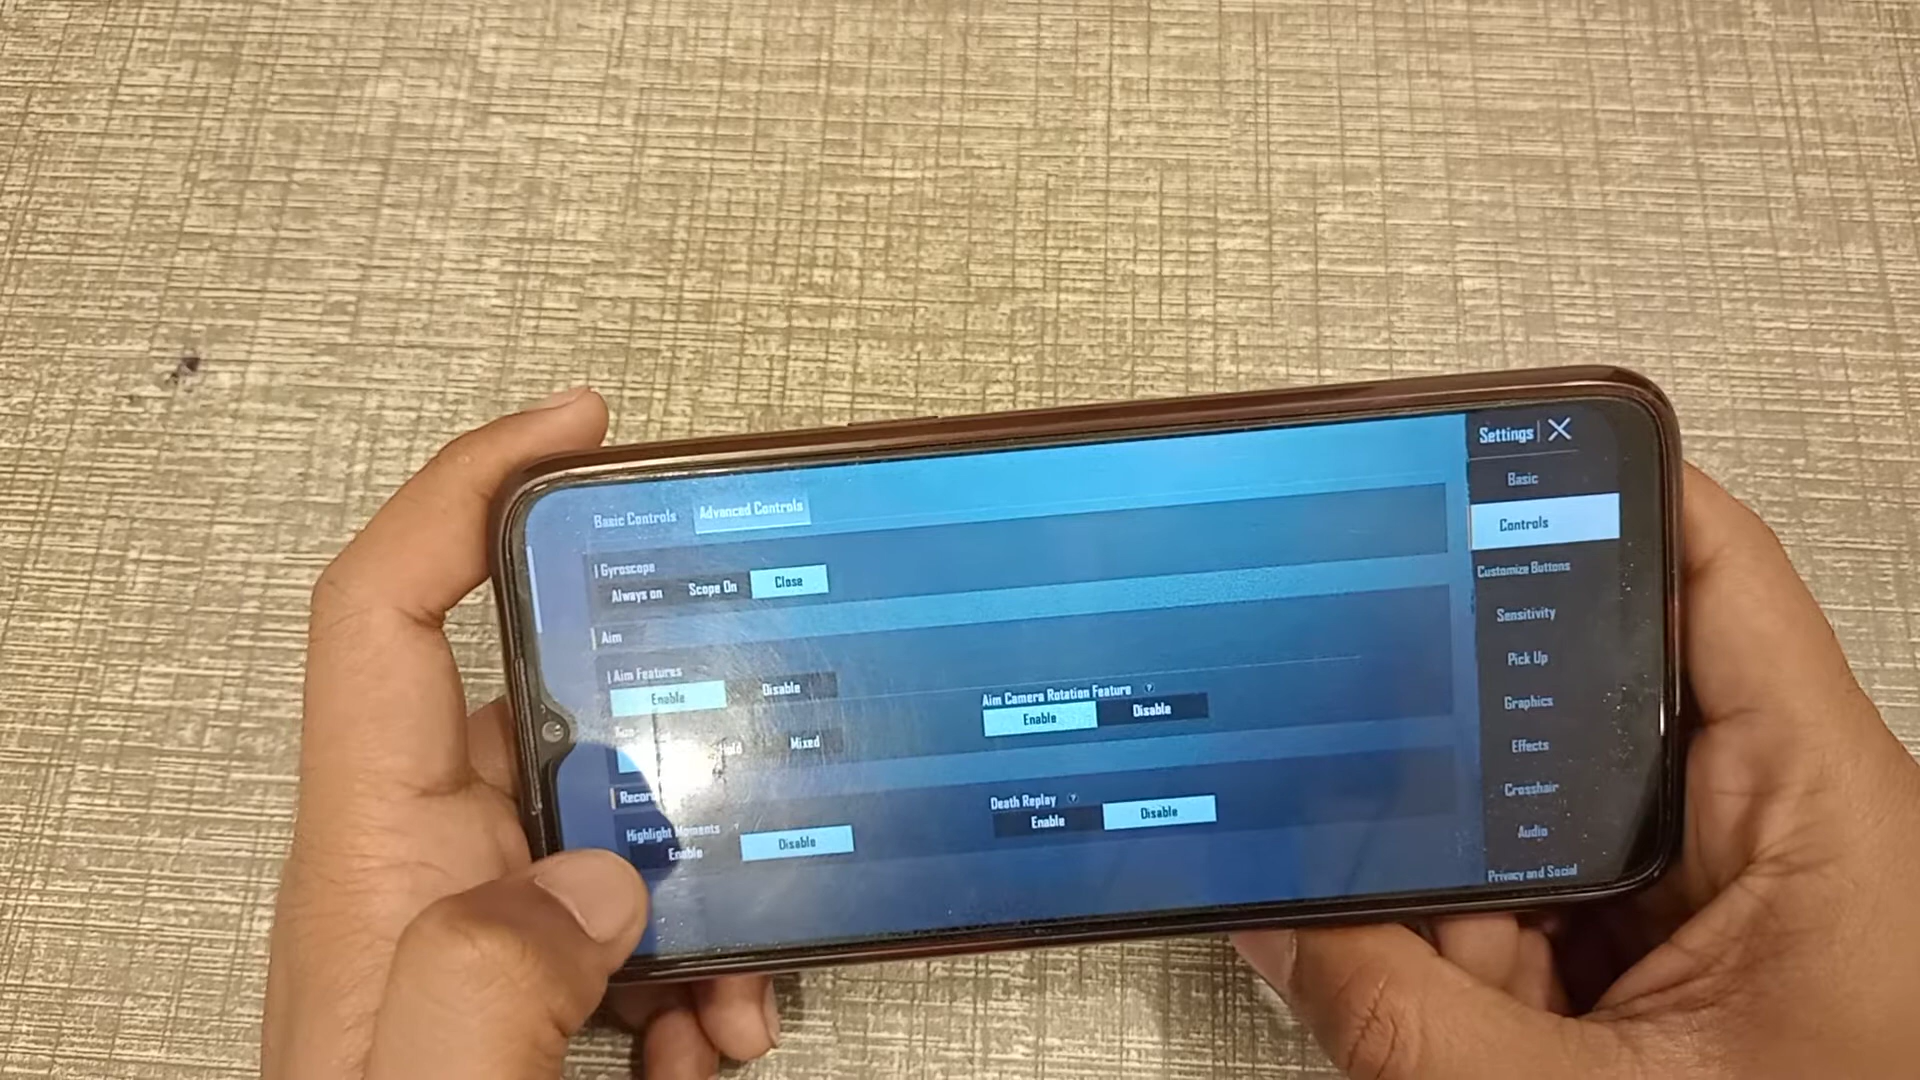 Settings
Basic
Controls
Customize Buttons
Sensitivity
Pick Up
Graphics
Effects
Crosshair
Audio
Privacy and Social
Basic Controls Advanced Controls
Gyroscope
Always on Scope On Close
Aim
Aim Features
Enable Disable
Aim Camera Rotation Feature ?
Enable Disable
Mixed
Death Replay ?
Enable Disable
Highlight Moments
Enable Disable